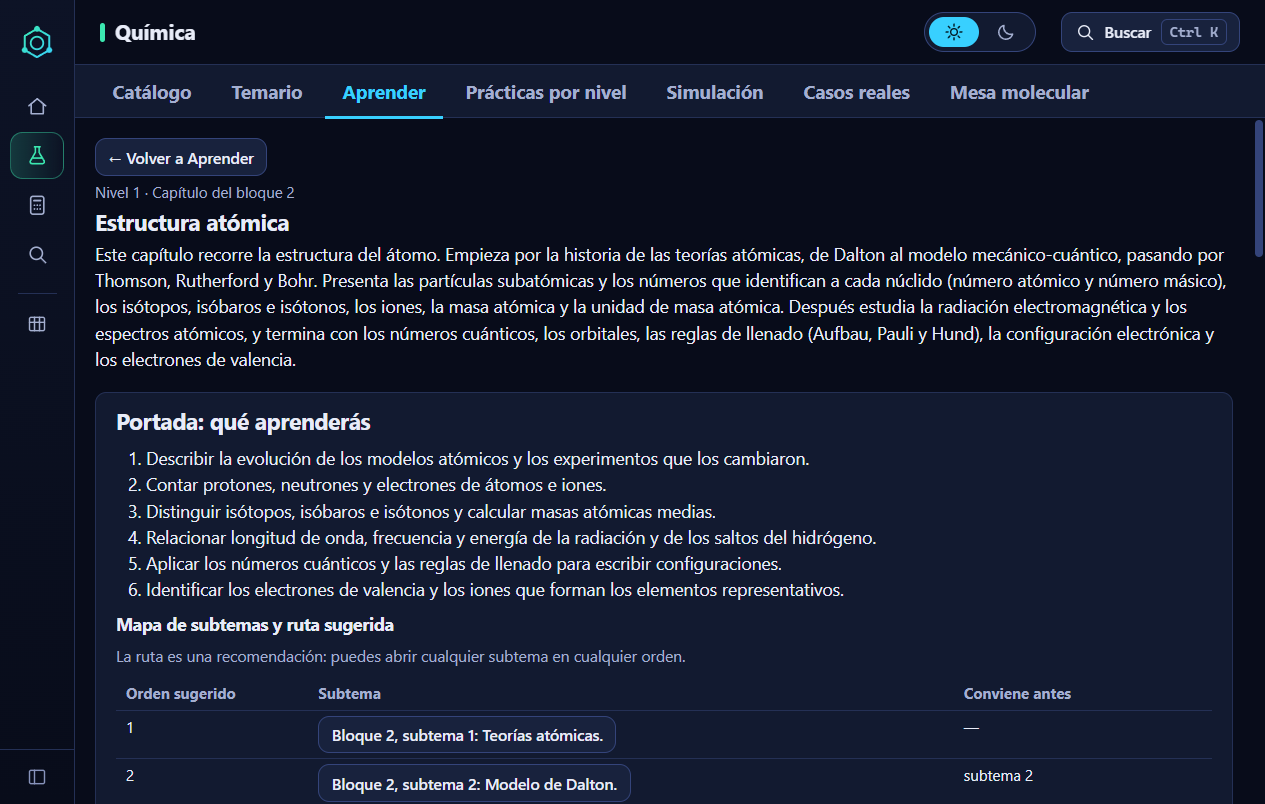 Química
Buscar Ctrl K
Catálogo Temario Aprender Prácticas por nivel Simulación Casos reales Mesa molecular
← Volver a Aprender
Nivel 1 · Capítulo del bloque 2
Estructura atómica
Este capítulo recorre la estructura del átomo. Empieza por la historia de las teorías atómicas, de Dalton al modelo mecánico-cuántico, pasando por
Thomson, Rutherford y Bohr. Presenta las partículas subatómicas y los números que identifican a cada núclido (número atómico y número másico),
los isótopos, isóbaros e isótonos, los iones, la masa atómica y la unidad de masa atómica. Después estudia la radiación electromagnética y los
espectros atómicos, y termina con los números cuánticos, los orbitales, las reglas de llenado (Aufbau, Pauli y Hund), la configuración electrónica y
los electrones de valencia.
Portada: qué aprenderás
1. Describir la evolución de los modelos atómicos y los experimentos que los cambiaron.
2. Contar protones, neutrones y electrones de átomos e iones.
3. Distinguir isótopos, isóbaros e isótonos y calcular masas atómicas medias.
4. Relacionar longitud de onda, frecuencia y energía de la radiación y de los saltos del hidrógeno.
5. Aplicar los números cuánticos y las reglas de llenado para escribir configuraciones.
6. Identificar los electrones de valencia y los iones que forman los elementos representativos.
Mapa de subtemas y ruta sugerida
La ruta es una recomendación: puedes abrir cualquier subtema en cualquier orden.
Orden sugerido Subtema Conviene antes
1 Bloque 2, subtema 1: Teorías atómicas. —
2 Bloque 2, subtema 2: Modelo de Dalton. subtema 2